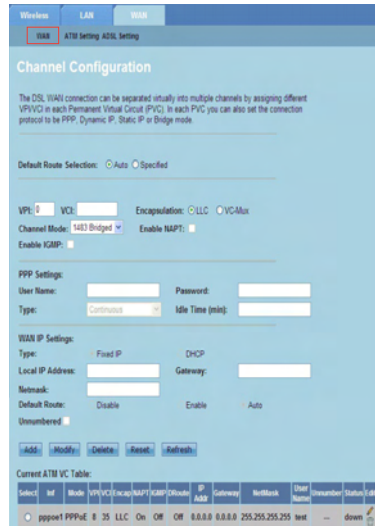 Wireless LAN WAN
WAN ATM Setting ADSL Setting
Channel Configuration
The DSL WAN connection can be separated virtually into multiple channels by assigning different
VPI/VCI in each Permanent Virtual Circuit (PVC). In each PVC you can also set the connection
protocol to be PPP, Dynamic IP, Static IP or Bridge mode.
Default Route Selection: Auto Specified
VPI: 0 VCI: Encapsulation: LLC VC-Mux
Channel Mode: 1483 Bridged Enable NAPT:
Enable IGMP:
PPP Settings:
User Name: Password:
Type: Continuous Idle Time (min):
WAN IP Settings:
Type: Fixed IP DHCP
Local IP Address: Gateway:
Netmask:
Default Route: Disable Enable Auto
Unnumbered
Add Modify Delete Reset Refresh
Current ATM VC Table:
Select Inf Mode VPI VCI Encap NAPT IGMP DRoute IP Addr Gateway NetMask User Name Unnumber Status Edit
pppoe1 PPPoE 8 35 LLC On Off Off 0.0.0.0 0.0.0.0 255.255.255.255 test down